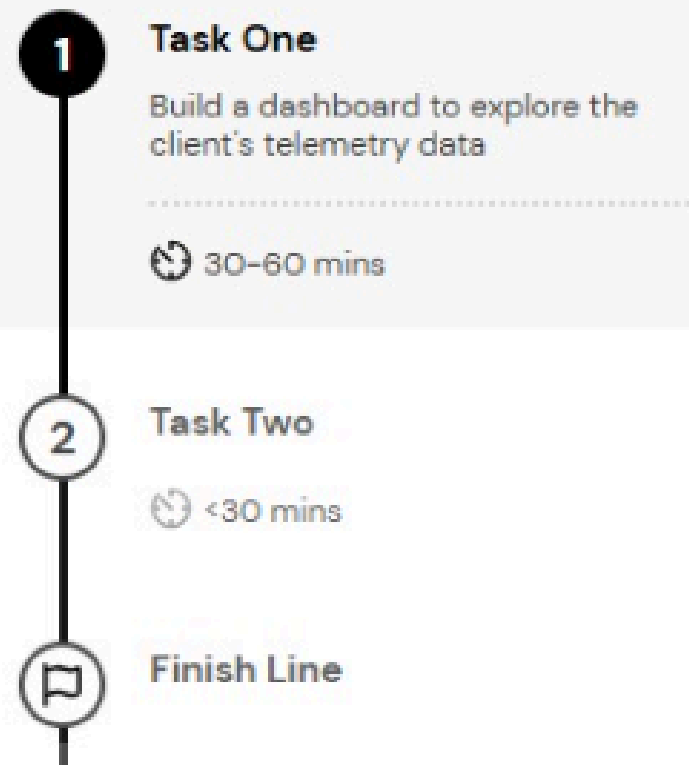 1
Task One
Build a dashboard to explore the
client's telemetry data
30-60 mins
2
Task Two
<30 mins
Finish Line